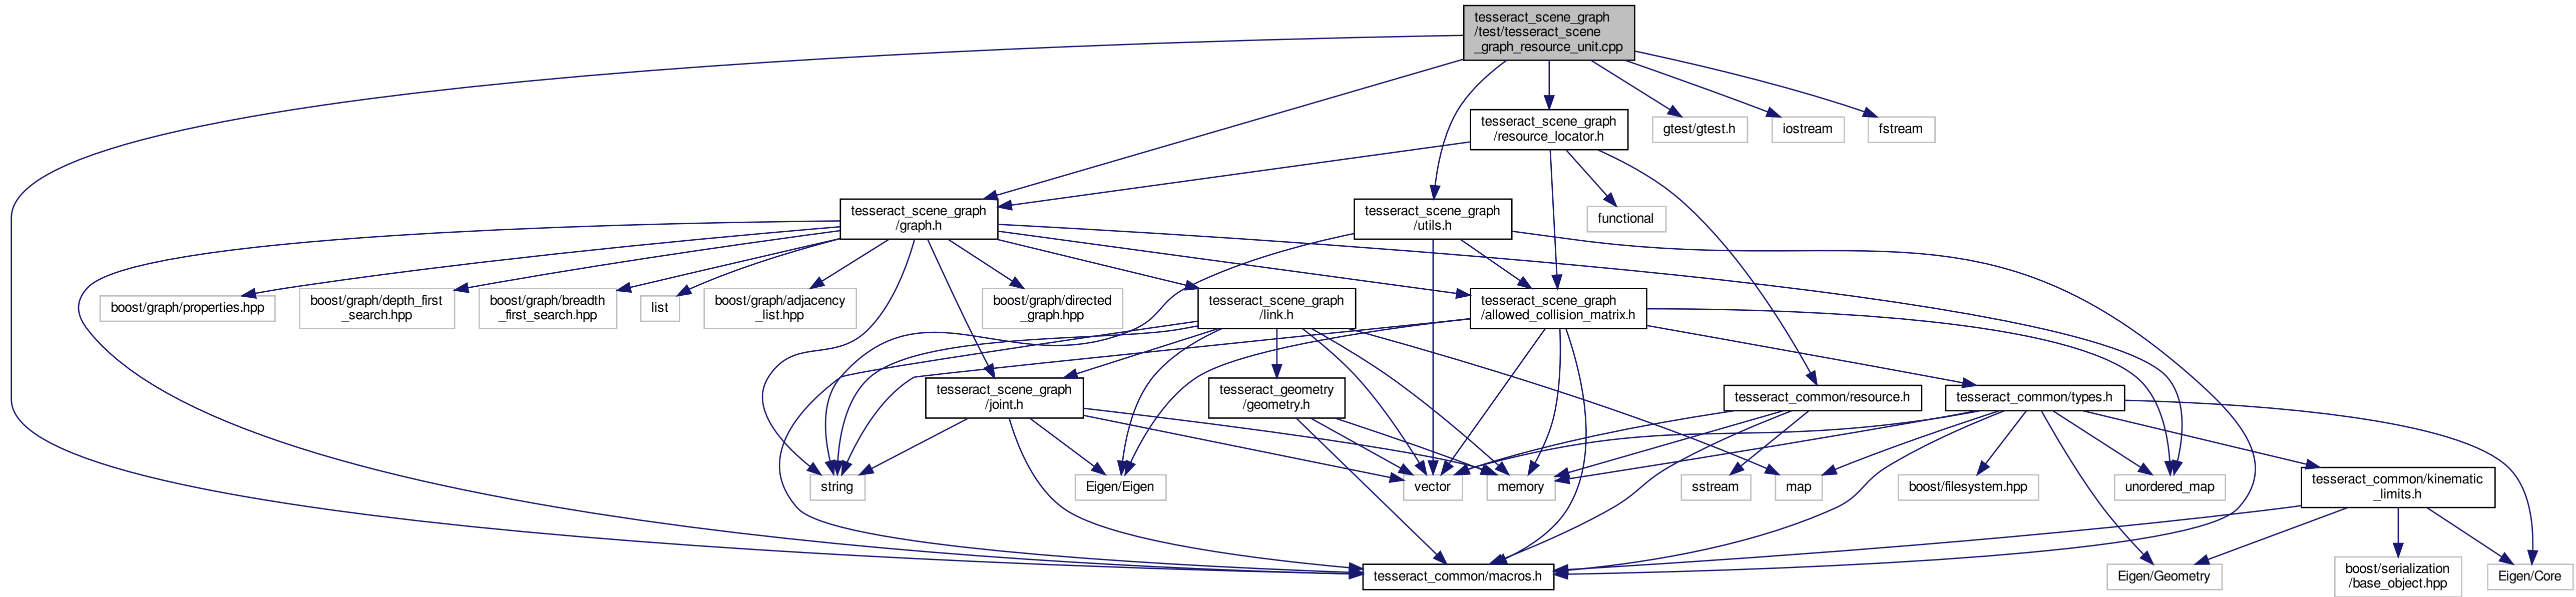 tesseract_scene_graph
/test/tesseract_scene
_graph_resource_unit.cpp
tesseract_scene_graph
/resource_locator.h
gtest/gtest.h
iostream
fstream
tesseract_scene_graph
/graph.h
tesseract_scene_graph
/utils.h
functional
boost/graph/properties.hpp
boost/graph/depth_first
_search.hpp
boost/graph/breadth
_first_search.hpp
list
boost/graph/adjacency
_list.hpp
boost/graph/directed
_graph.hpp
tesseract_scene_graph
/link.h
tesseract_scene_graph
/allowed_collision_matrix.h
tesseract_scene_graph
/joint.h
tesseract_geometry
/geometry.h
tesseract_common/resource.h
tesseract_common/types.h
string
Eigen/Eigen
vector
memory
sstream
map
boost/filesystem.hpp
unordered_map
tesseract_common/kinematic
_limits.h
tesseract_common/macros.h
Eigen/Geometry
boost/serialization
/base_object.hpp
Eigen/Core